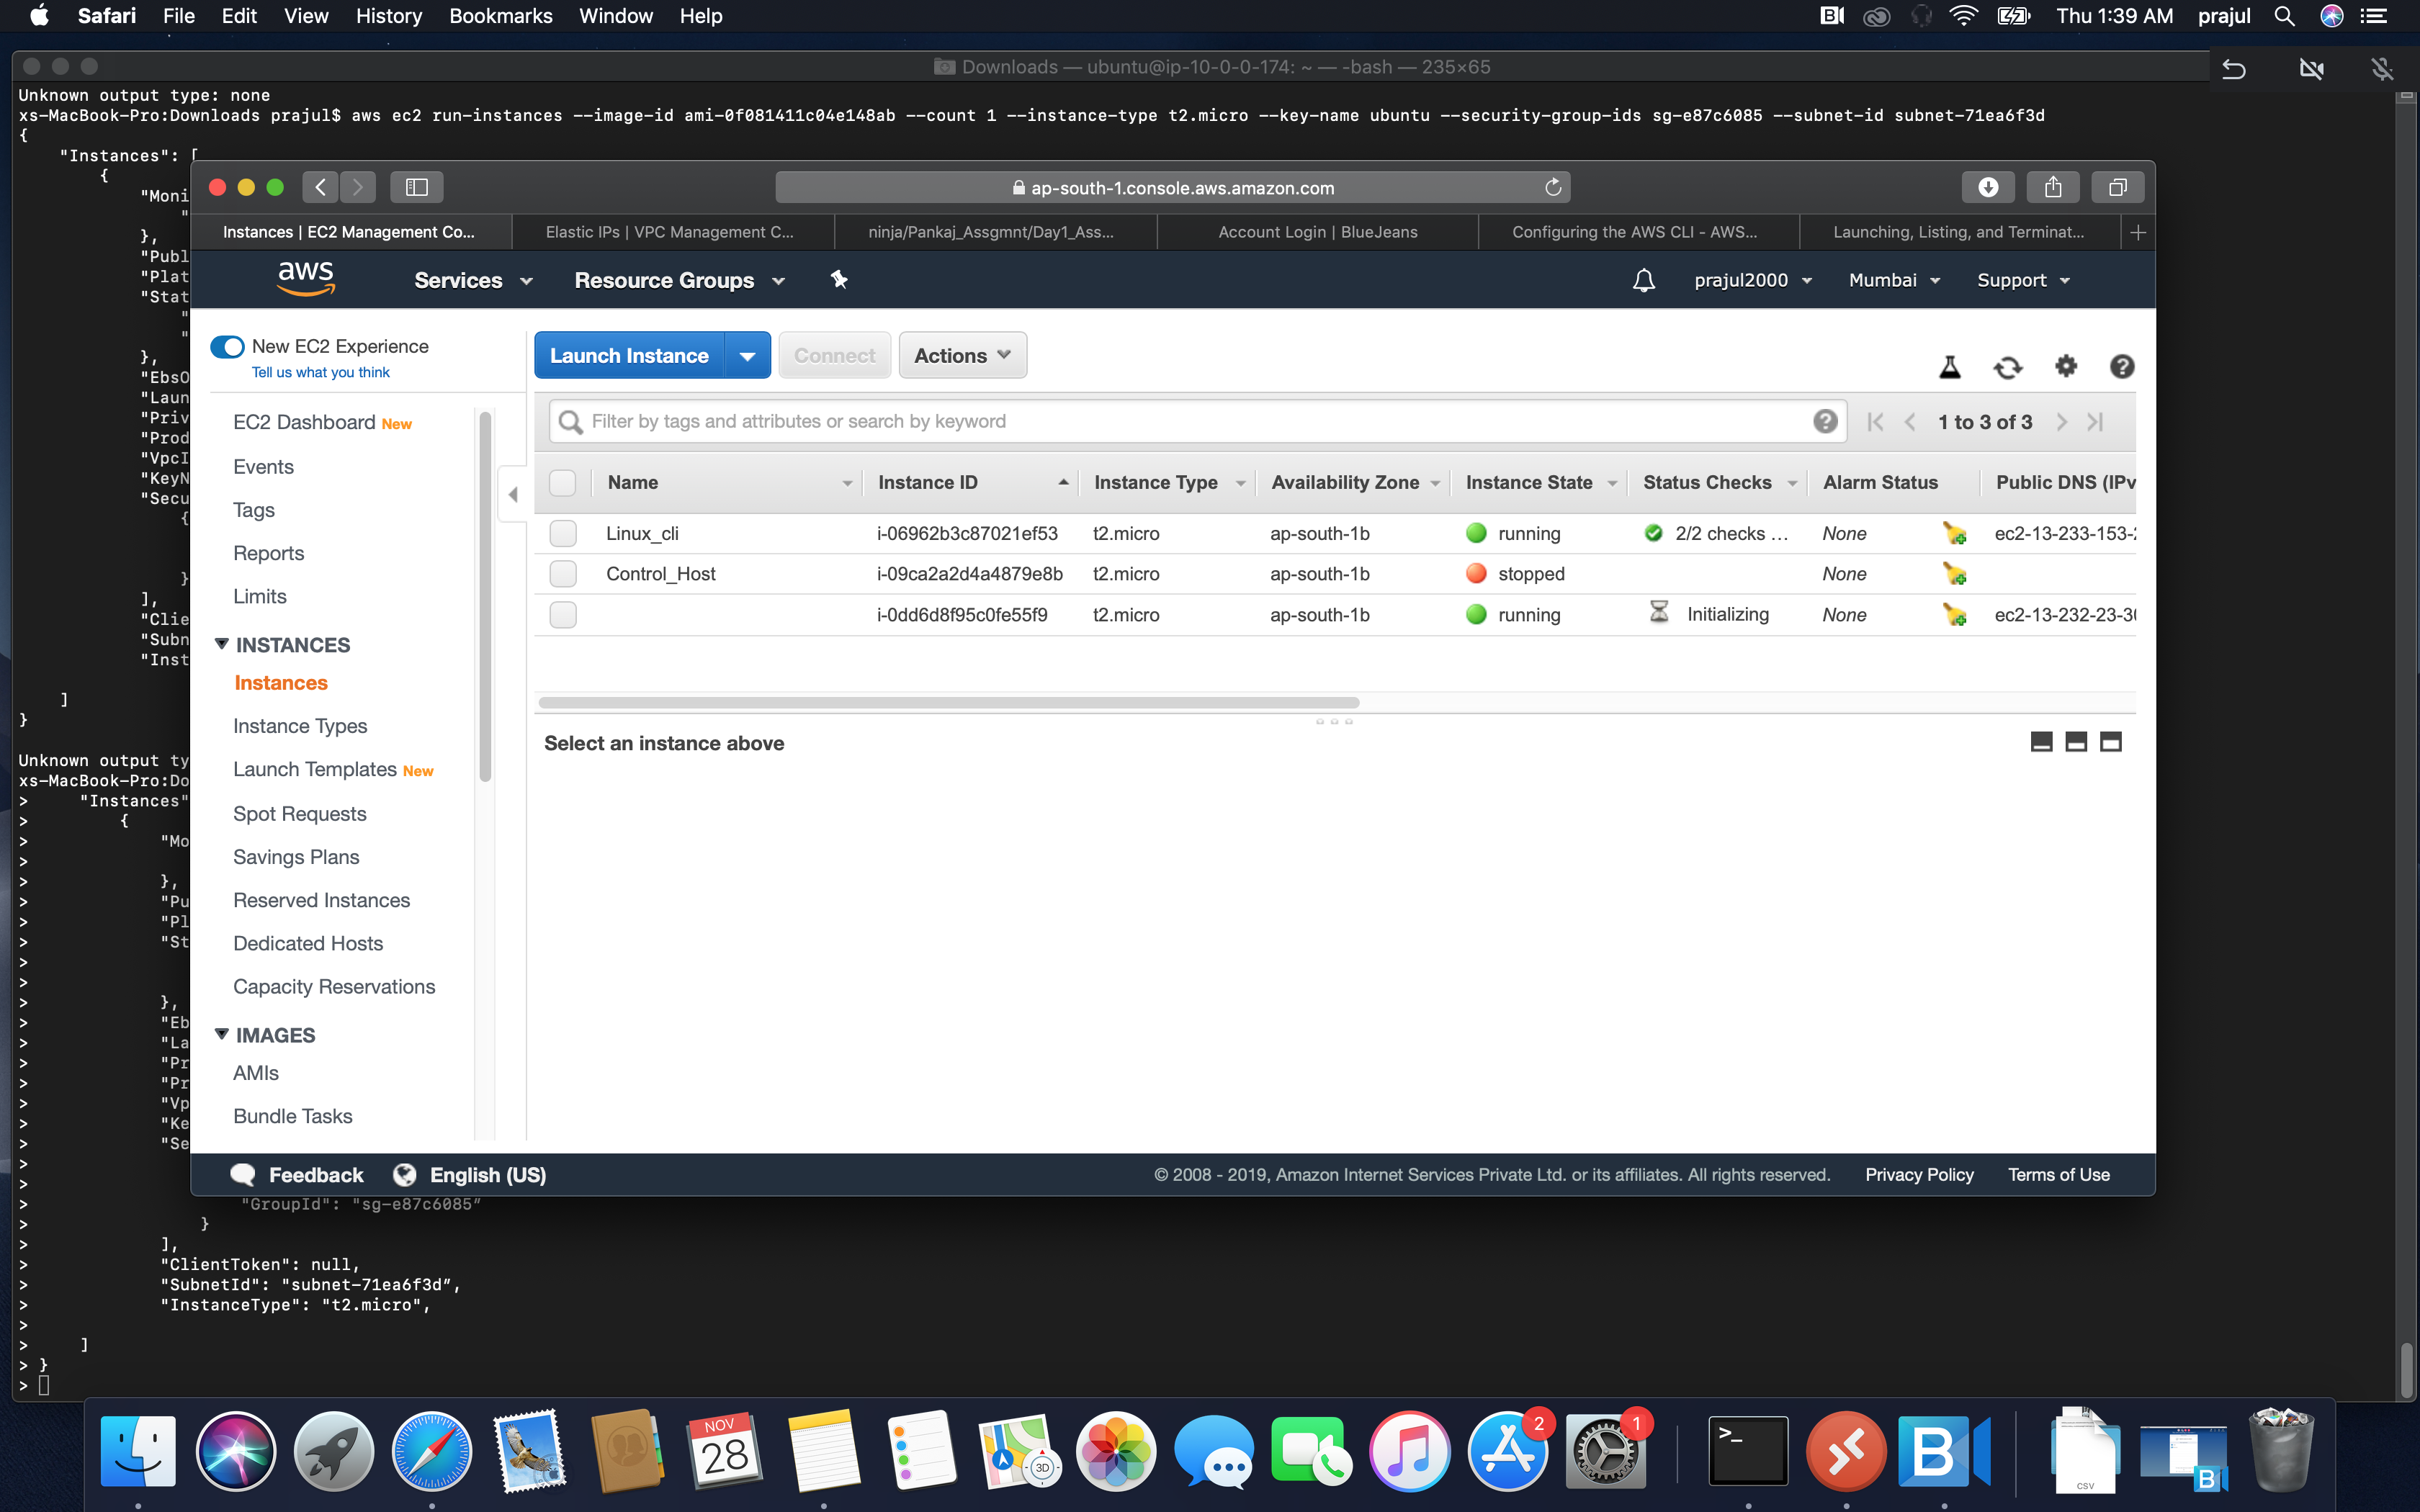 Safari File Edit View History Bookmarks Window Help Thu 1:39 AM prajul
Downloads — ubuntu@ip-10-0-0-174: ~ — -bash — 235×65
Unknown output type: none
xs-MacBook-Pro:Downloads prajul$ aws ec2 run-instances --image-id ami-0f081411c04e148ab --count 1 --instance-type t2.micro --key-name ubuntu --security-group-ids sg-e87c6085 --subnet-id subnet-71ea6f3d
{
"Instances": [
{
"Moni
"
},
"Publ
"Plat
"Stat
"
"
},
"EbsO
"Laun
"Priv
"Prod
"VpcI
"KeyN
"Secu
{
}
],
"Clie
"Subn
"Inst
]
}
Unknown output ty
xs-MacBook-Pro:Do
> "Instances"
> {
> "Mo
>
> },
> "Pu
> "Pl
> "St
>
>
> },
> "Eb
> "La
> "Pr
> "Pr
> "Vp
> "Ke
> "Se
>
>
> "GroupId": "sg-e87c6085”
> }
> ],
> "ClientToken": null,
> "SubnetId": "subnet-71ea6f3d”,
> "InstanceType": "t2.micro",
>
> ]
> }
>
ap-south-1.console.aws.amazon.com
Instances | EC2 Management Co... Elastic IPs | VPC Management C... ninja/Pankaj_Assgmnt/Day1_Ass... Account Login | BlueJeans Configuring the AWS CLI - AWS... Launching, Listing, and Terminat...
aws Services Resource Groups prajul2000 Mumbai Support
New EC2 Experience
Tell us what you think
EC2 Dashboard New
Events
Tags
Reports
Limits
INSTANCES
Instances
Instance Types
Launch Templates New
Spot Requests
Savings Plans
Reserved Instances
Dedicated Hosts
Capacity Reservations
IMAGES
AMIs
Bundle Tasks
Launch Instance Connect Actions
Filter by tags and attributes or search by keyword 1 to 3 of 3
Name Instance ID Instance Type Availability Zone Instance State Status Checks Alarm Status Public DNS (IPv
Linux_cli i-06962b3c87021ef53 t2.micro ap-south-1b running 2/2 checks ... None ec2-13-233-153-
Control_Host i-09ca2a2d4a4879e8b t2.micro ap-south-1b stopped None
i-0dd6d8f95c0fe55f9 t2.micro ap-south-1b running Initializing None ec2-13-232-23-3
Select an instance above
Feedback English (US) © 2008 - 2019, Amazon Internet Services Private Ltd. or its affiliates. All rights reserved. Privacy Policy Terms of Use
NOV
28
3D
2
1
>_
B
CSV
B